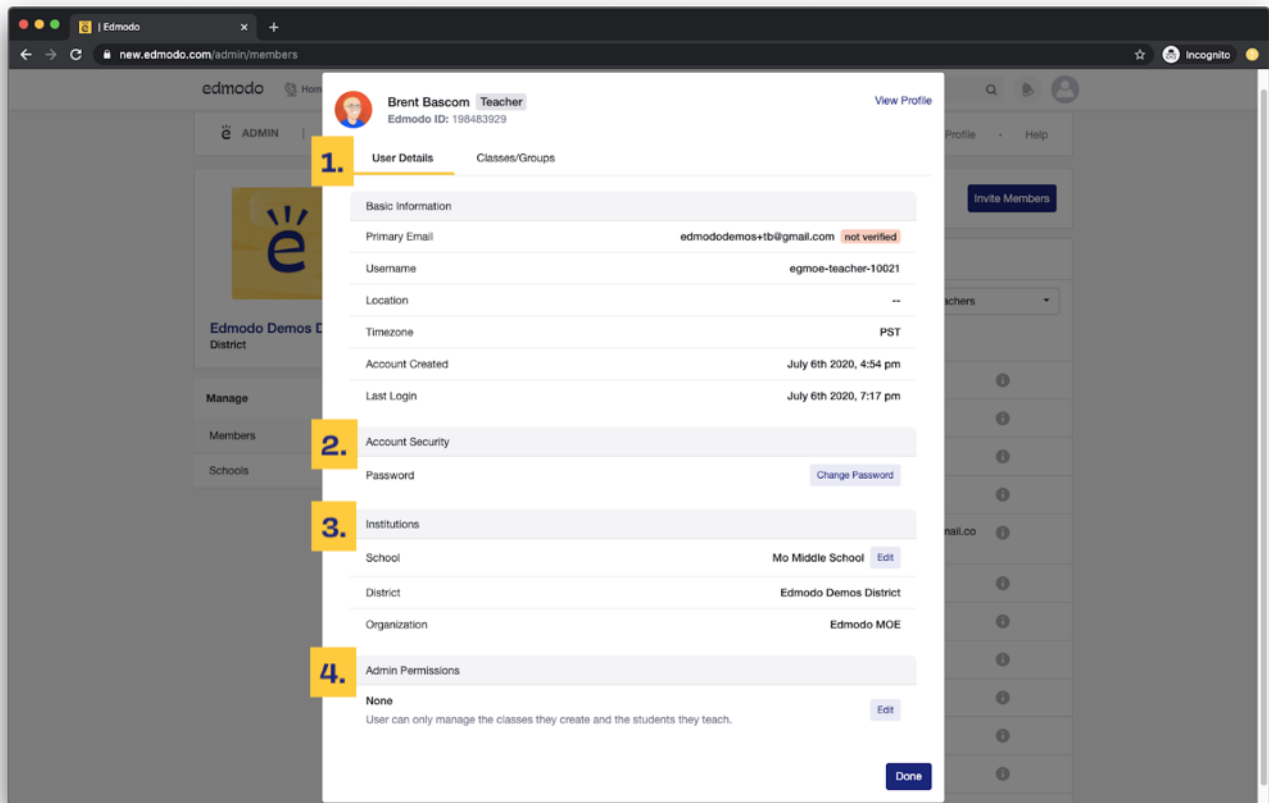 | Edmodo
new.edmodo.com/admin/members
Incognito
edmodo
Hom
Brent Bascom Teacher
View Profile
Edmodo ID: 198483929
ADMIN
Profile
Help
1.
User Details
Classes/Groups
Invite Members
Basic Information
Primary Email
edmododemos+tb@gmail.com not verified
Username
egmoe-teacher-10021
Location
--
achers
Timezone
PST
Edmodo Demos D
District
Account Created
July 6th 2020, 4:54 pm
Manage
Last Login
July 6th 2020, 7:17 pm
Members
2.
Account Security
Schools
Password
Change Password
3.
Institutions
nail.co
School
Mo Middle School Edit
District
Edmodo Demos District
Organization
Edmodo MOE
4.
Admin Permissions
None
Edit
User can only manage the classes they create and the students they teach.
Done